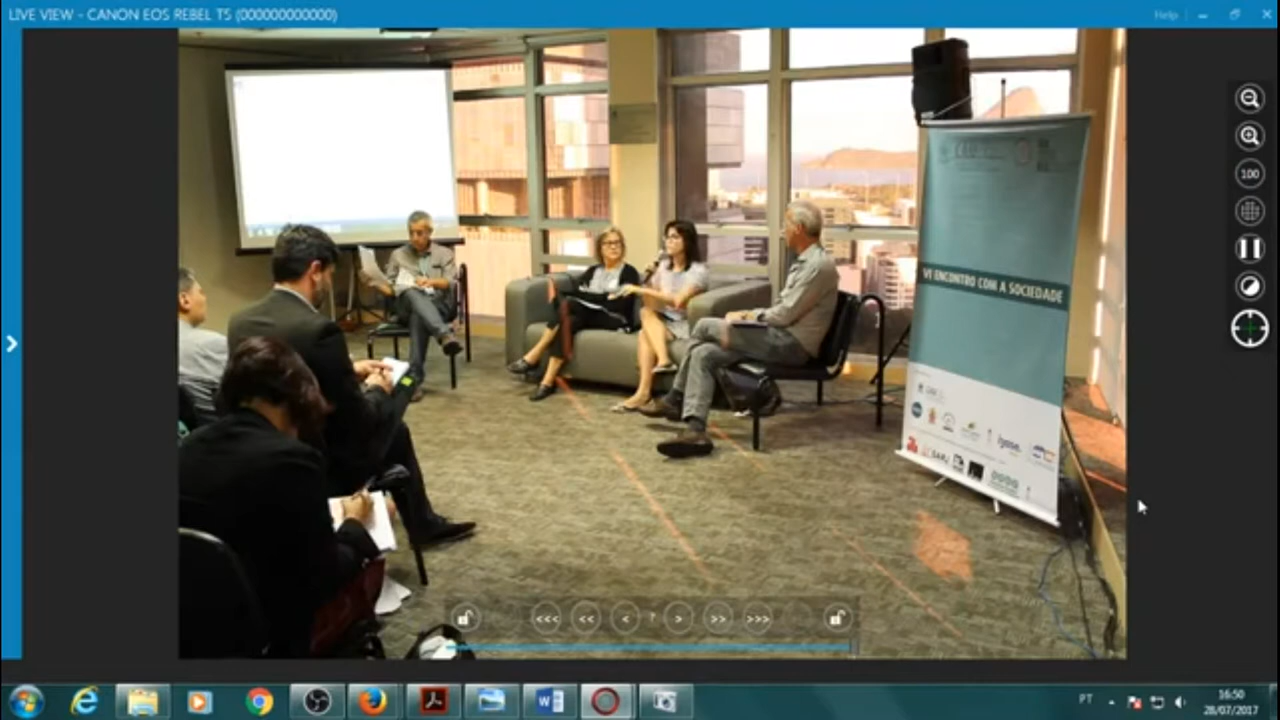 LIVE VIEW - CANON EOS REBEL T5 (000000000000)
Help
100
VI ENCONTRO COM A SOCIEDADE
<<< << < ? > >> >>>
PT
16:50
28/07/2017